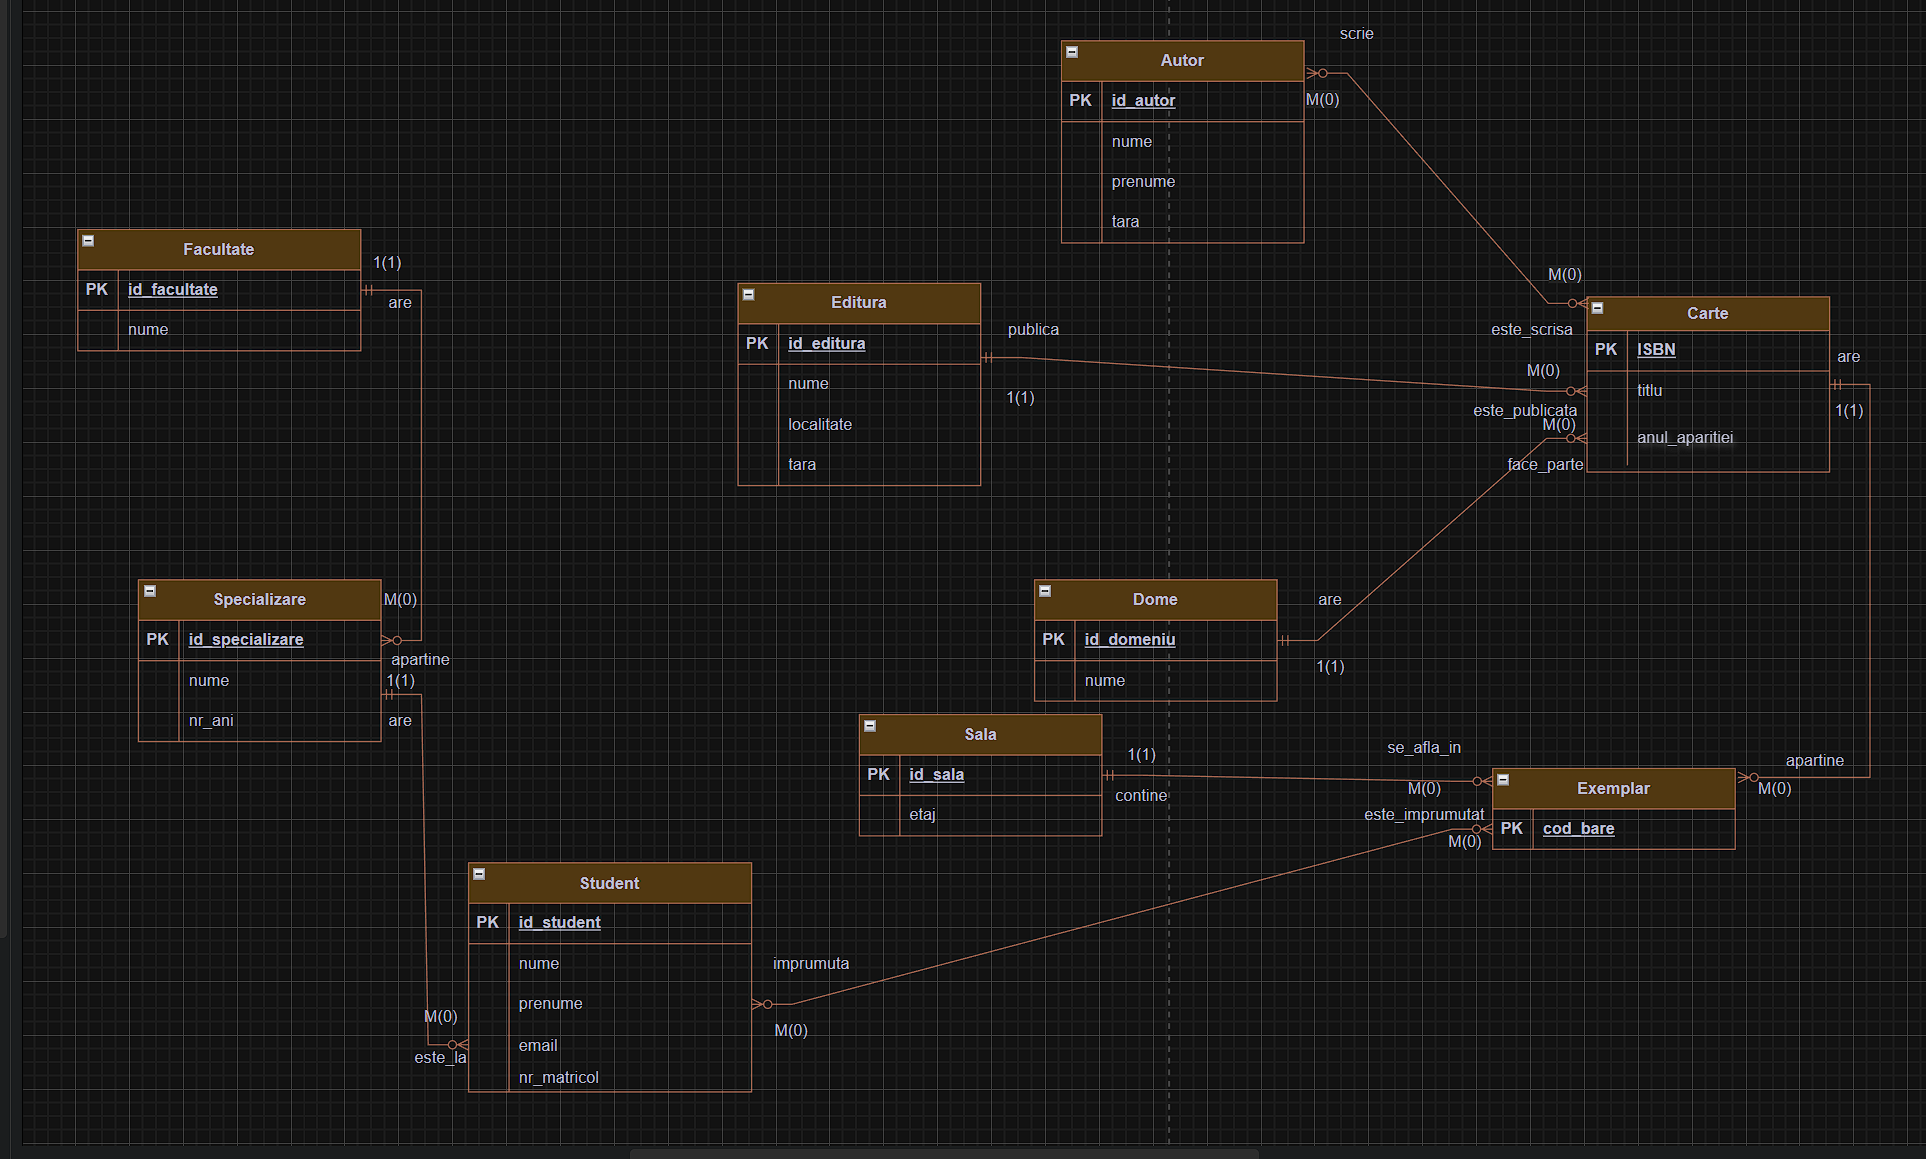 scrie
Autor
PK id_autor
M(0)
nume
prenume
tara
Facultate
1(1)
PK id_facultate
are
nume
Editura
publica
PK id_editura
1(1)
nume
localitate
tara
M(0)
este_scrisa
Carte
PK ISBN
are
M(0)
titlu
1(1)
este_publicata
M(0)
anul_aparitiei
face_parte
Specializare
M(0)
PK id_specializare
apartine
nume
1(1)
nr_ani
are
Dome
are
PK id_domeniu
1(1)
nume
Sala
1(1)
PK id_sala
contine
etaj
se_afla_in
M(0)
este_imprumutat
M(0)
Exemplar
apartine
M(0)
PK cod_bare
Student
PK id_student
nume
imprumuta
prenume
M(0)
M(0)
email
este_la
nr_matricol